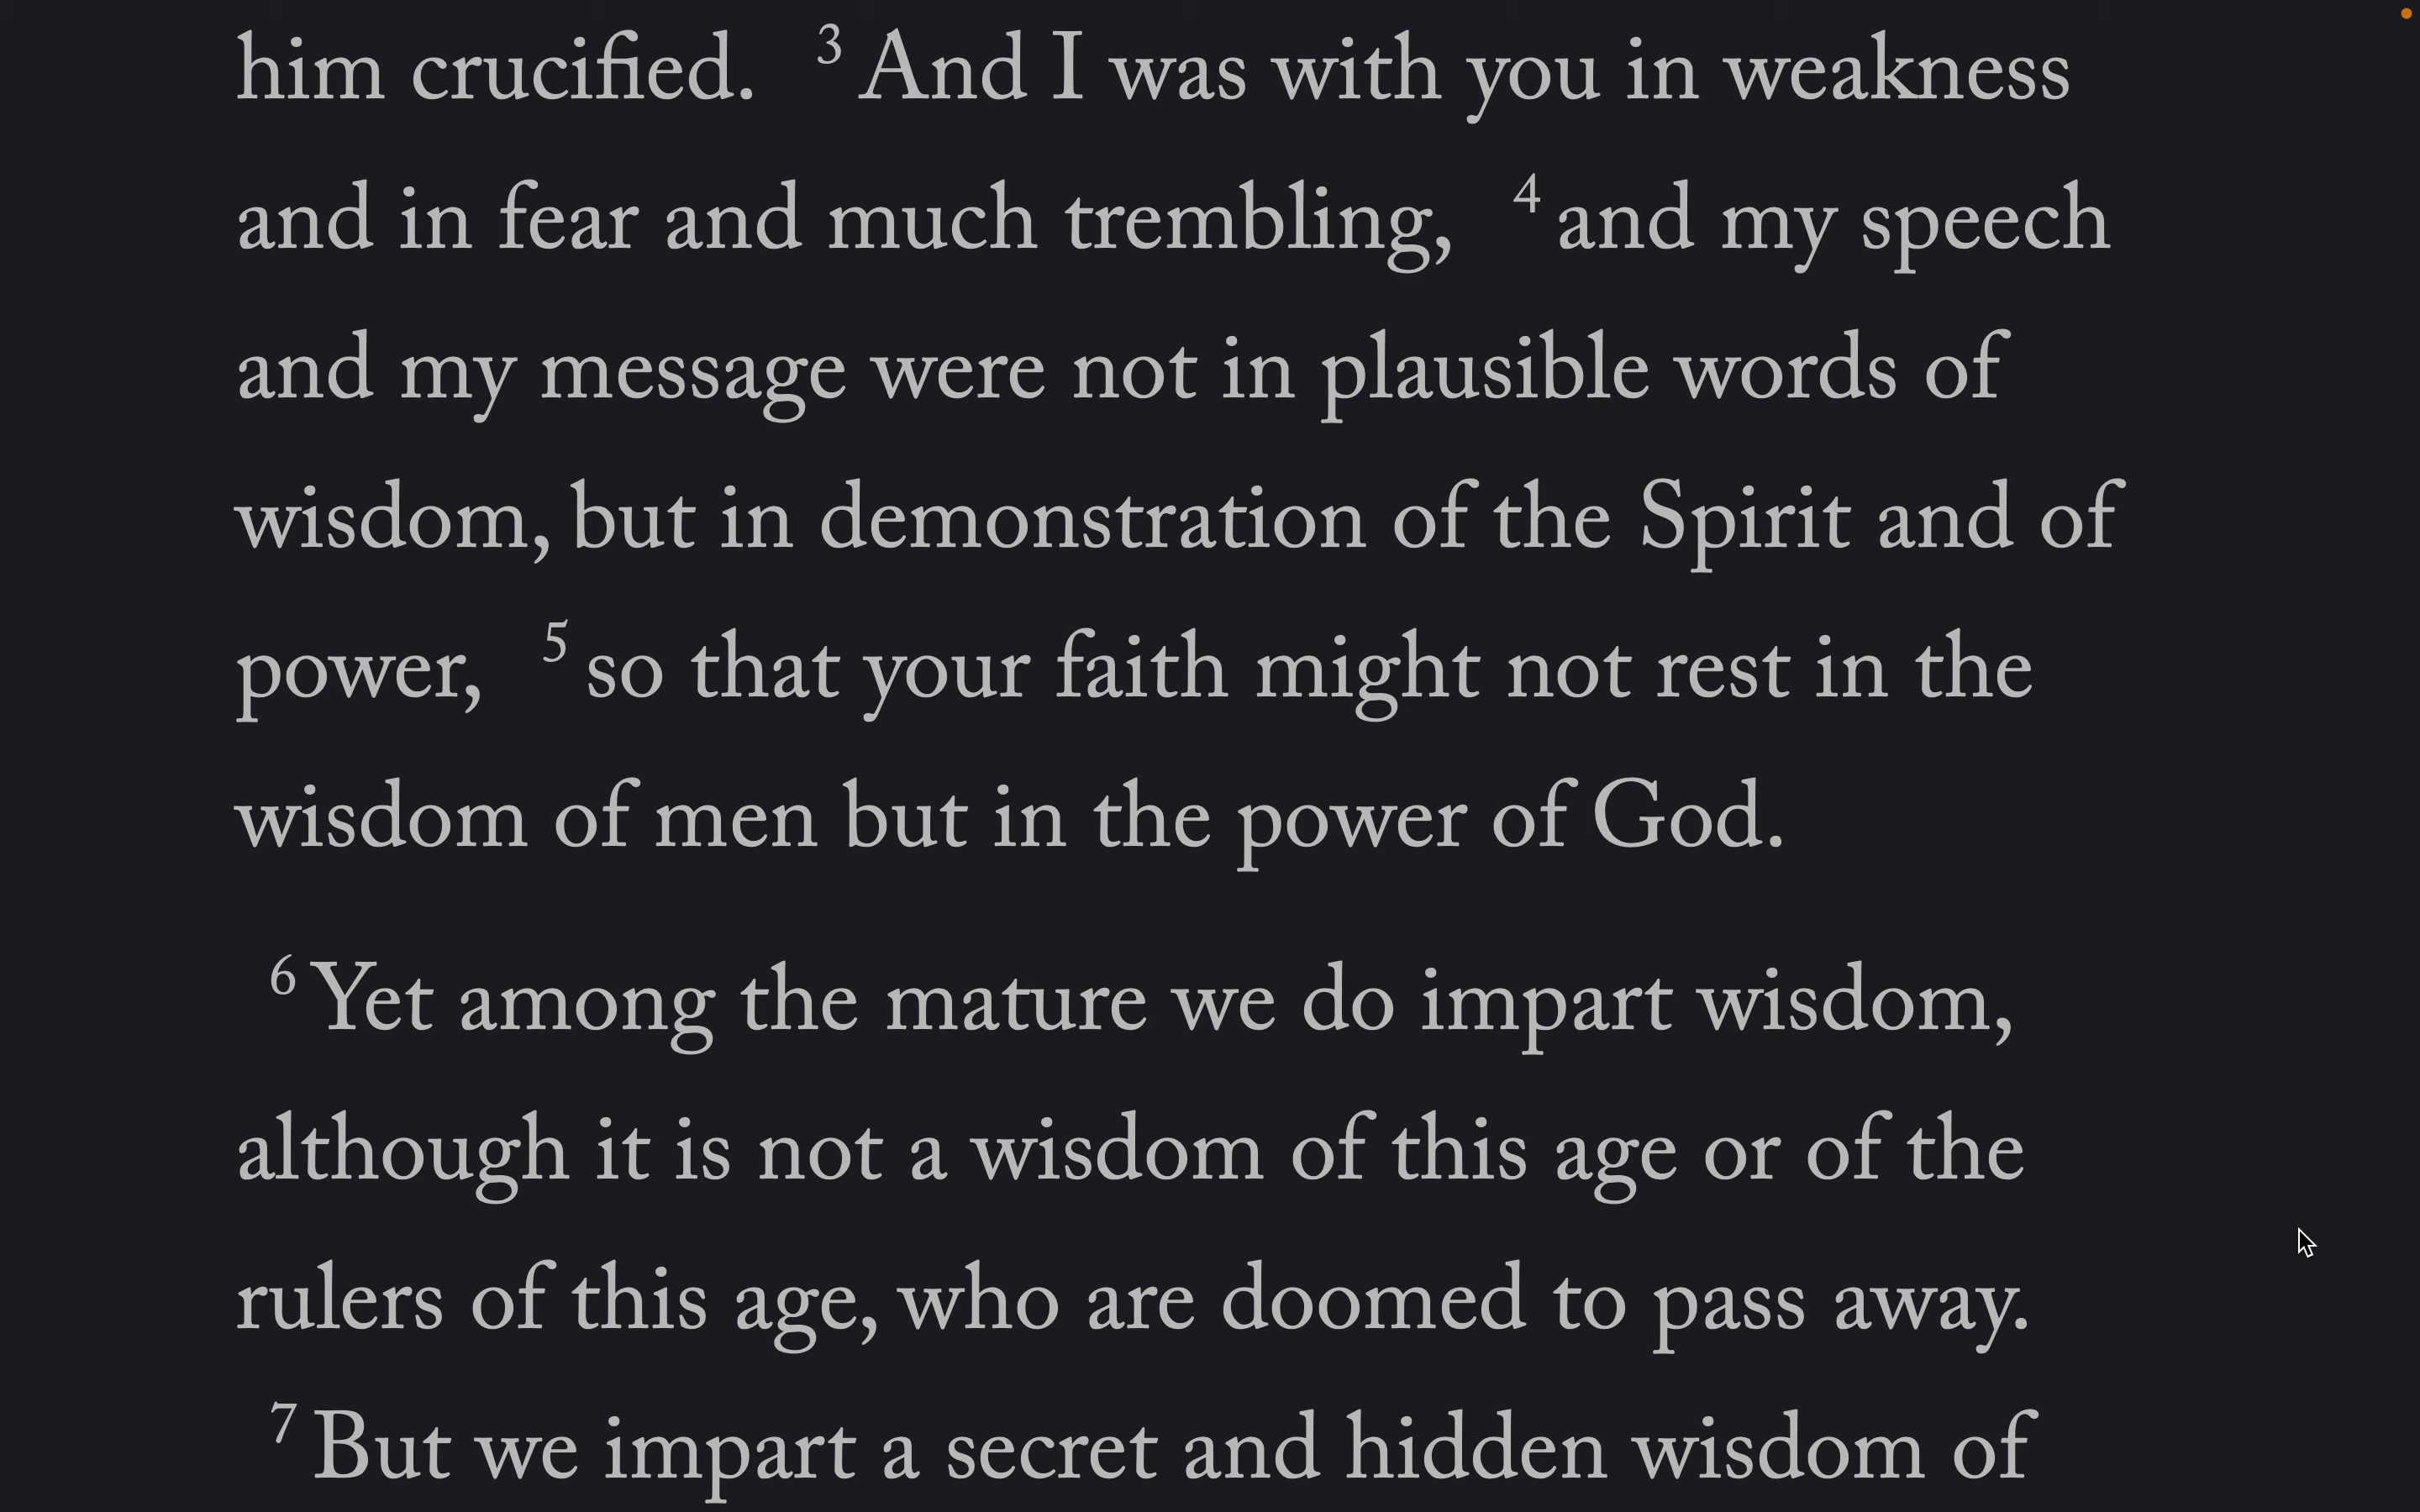 him crucified. 3 And I was with you in weakness
and in fear and much trembling, 4 and my speech
and my message were not in plausible words of
wisdom, but in demonstration of the Spirit and of
power, 5 so that your faith might not rest in the
wisdom of men but in the power of God.
6 Yet among the mature we do impart wisdom,
although it is not a wisdom of this age or of the
rulers of this age, who are doomed to pass away.
7 But we impart a secret and hidden wisdom of